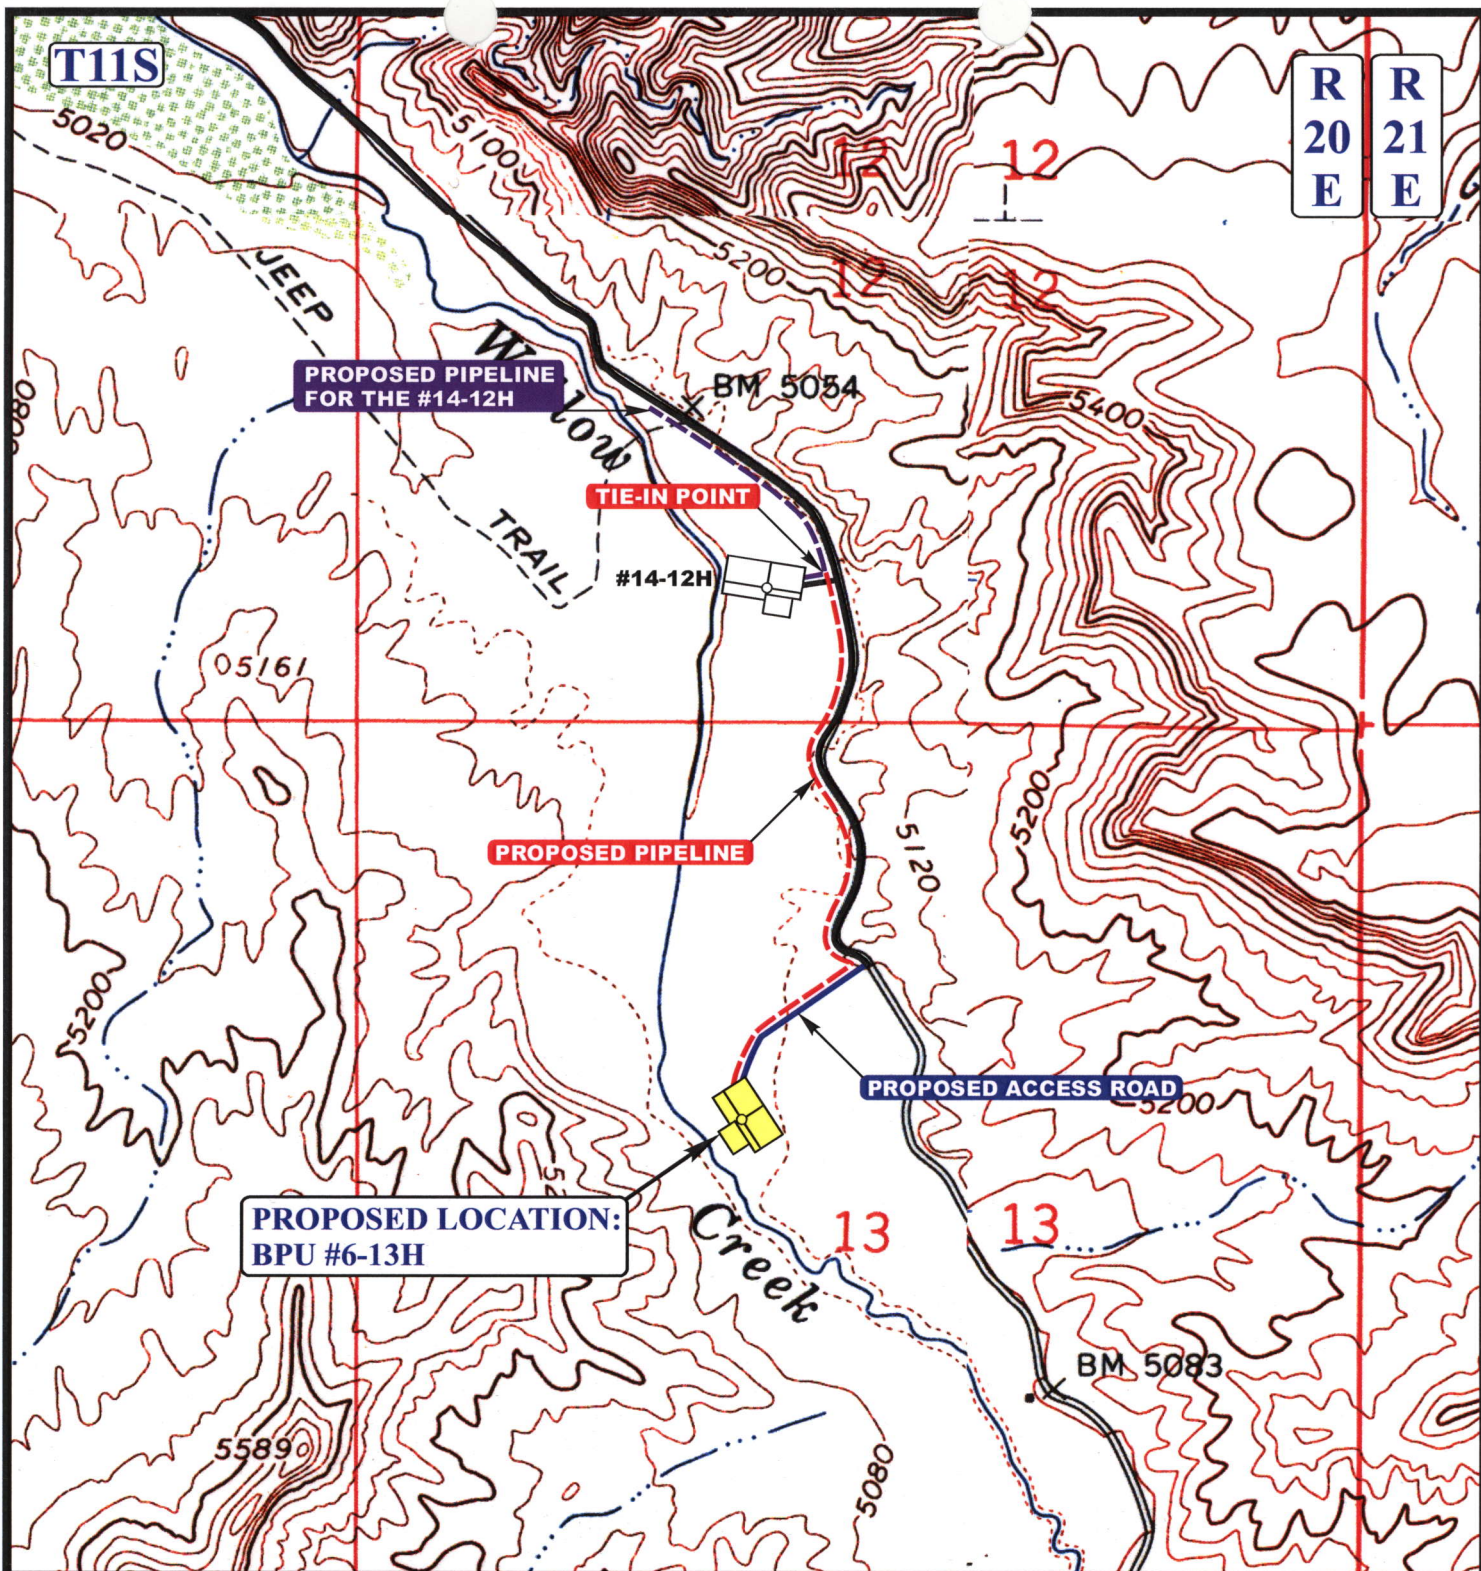 T11S
R
20
E
R
21
E
5020
5100
12
12
5200
12
12
JEEP
Willow
PROPOSED PIPELINE
FOR THE #14-12H
BM 5054
5400
TIE-IN POINT
TRAIL
#14-12H
5161
5200
5120
PROPOSED PIPELINE
5200
PROPOSED ACCESS ROAD
5200
PROPOSED LOCATION:
BPU #6-13H
Creek
13
13
BM 5083
5589
5080